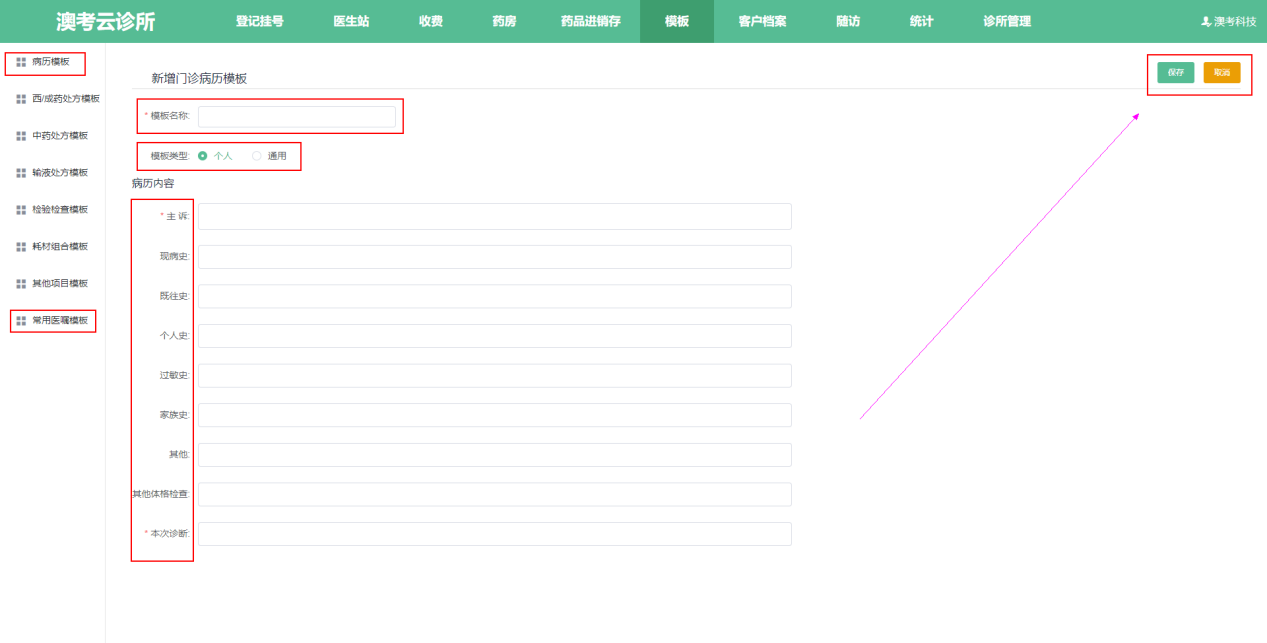 澳考云诊所 登记挂号 医生站 收费 药房 药品进销存 模板 客户档案 随访 统计 诊所管理 澳考科技
病历模板
西/成药处方模板
中药处方模板
输液处方模板
检验检查模板
耗材组合模板
其他项目模板
常用医嘱模板
新增门诊病历模板 保存 取消
* 模板名称:
模板类型: 个人 通用
病历内容
* 主 诉:
现病史:
既往史:
个人史:
过敏史:
家族史:
其他:
其他体格检查:
* 本次诊断: